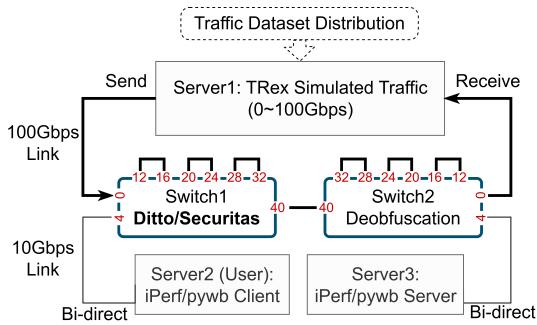 Traffic Dataset Distribution
Send
Server1: TRex Simulated Traffic
(0~100Gbps)
Receive
100Gbps
Link
12 16 20 24 28 32
32 28 24 20 16 12
0
Switch1
Ditto/Securitas
4
40
40
Switch2
Deobfuscation
0
4
10Gbps
Link
Server2 (User):
iPerf/pywb Client
Server3:
iPerf/pywb Server
Bi-direct
Bi-direct